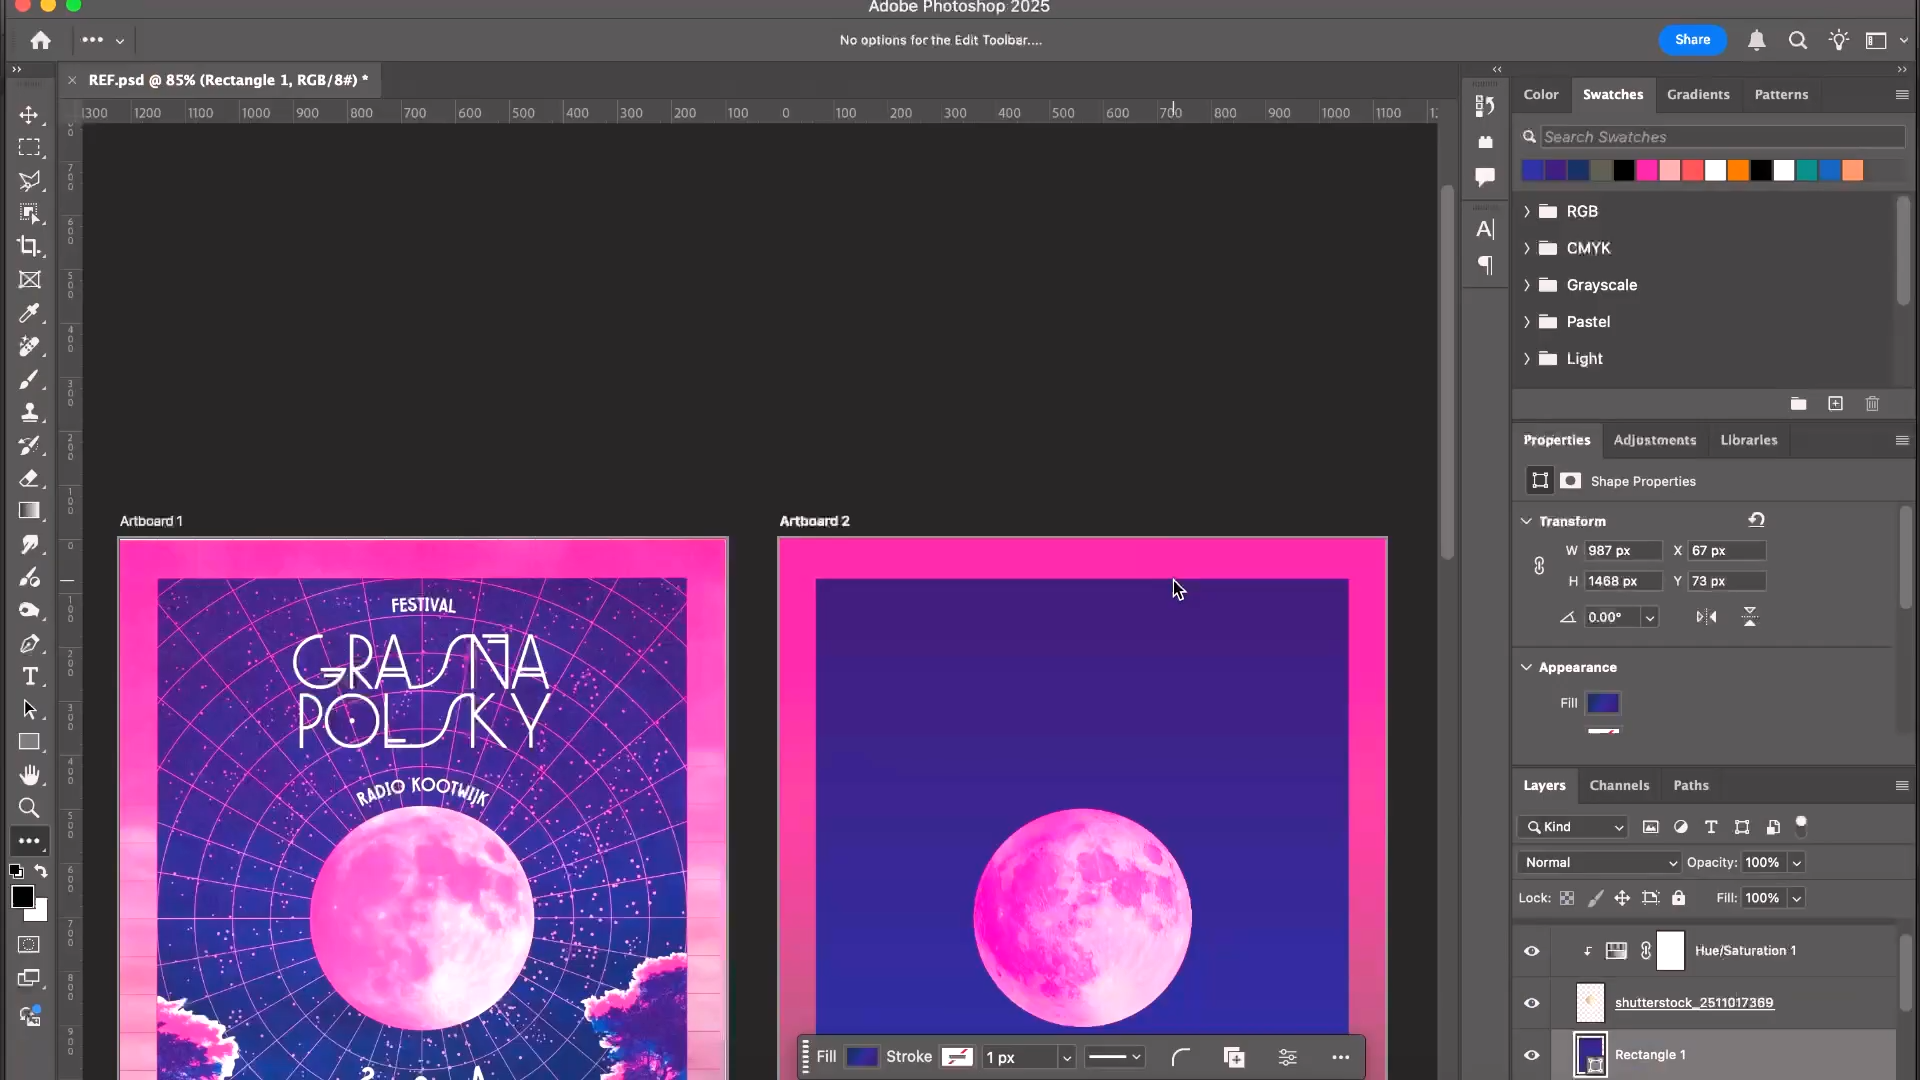 Adobe Photoshop 2025
No options for the Edit Toolbar....
Share
REF.psd @ 85% (Rectangle 1, RGB/8#) *
1300 1200 1100 1000 900 800 700 600 500 400 300 200 100 0 100 200 300 400 500 600 700 800 900 1000 1100
Color Swatches Gradients Patterns
Search Swatches
RGB
CMYK
Grayscale
Pastel
Light
Properties Adjustments Libraries
Shape Properties
Transform
W 987 px X 67 px
H 1468 px Y 73 px
0.00°
Appearance
Fill
Layers Channels Paths
Kind
Normal Opacity: 100%
Lock: Fill: 100%
Hue/Saturation 1
shutterstock_2511017369
Rectangle 1
Artboard 1
Artboard 2
FESTIVAL
GRASNA
POLSKY
RADIO KOOTWIJK
Fill Stroke 1 px